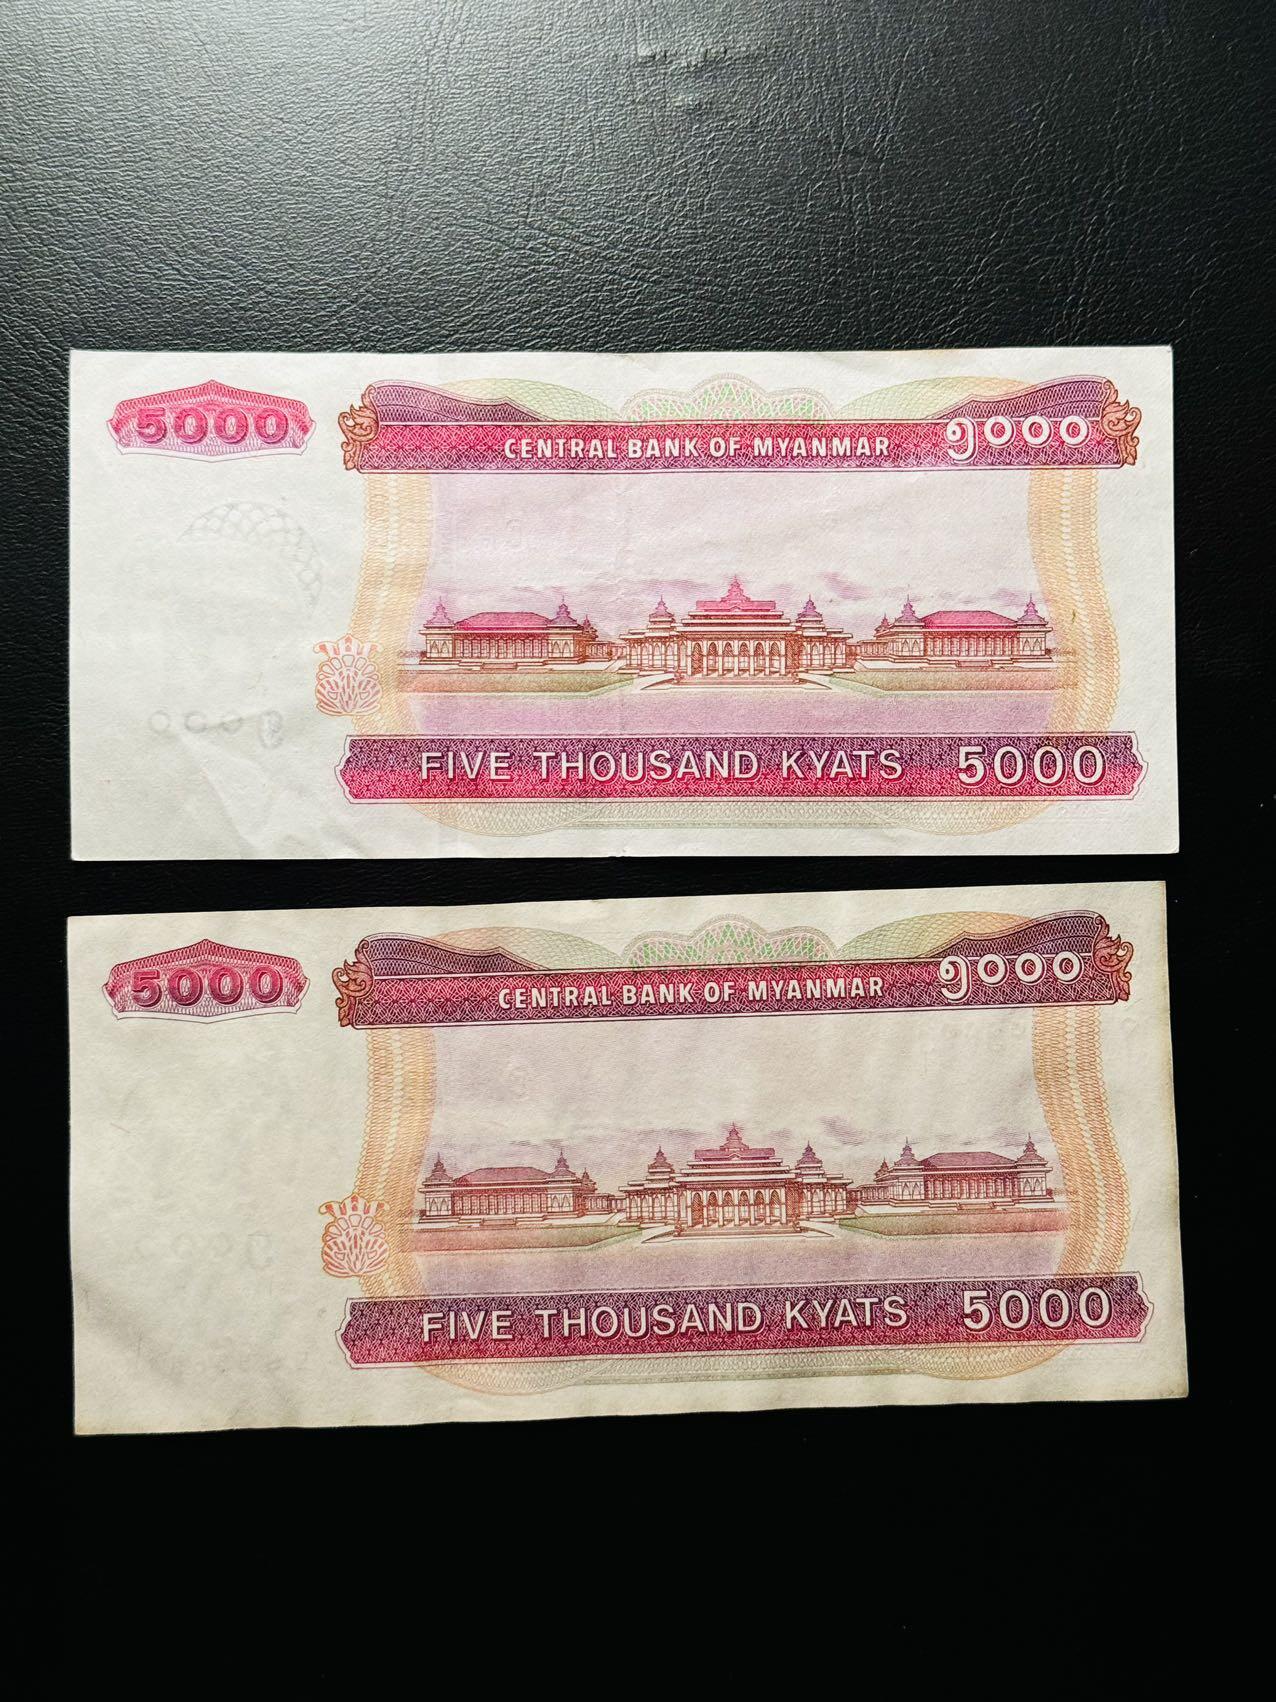 5000
CENTRAL BANK OF MYANMAR ၅၀၀၀
FIVE THOUSAND KYATS 5000
5000
CENTRAL BANK OF MYANMAR ၅၀၀၀
FIVE THOUSAND KYATS 5000